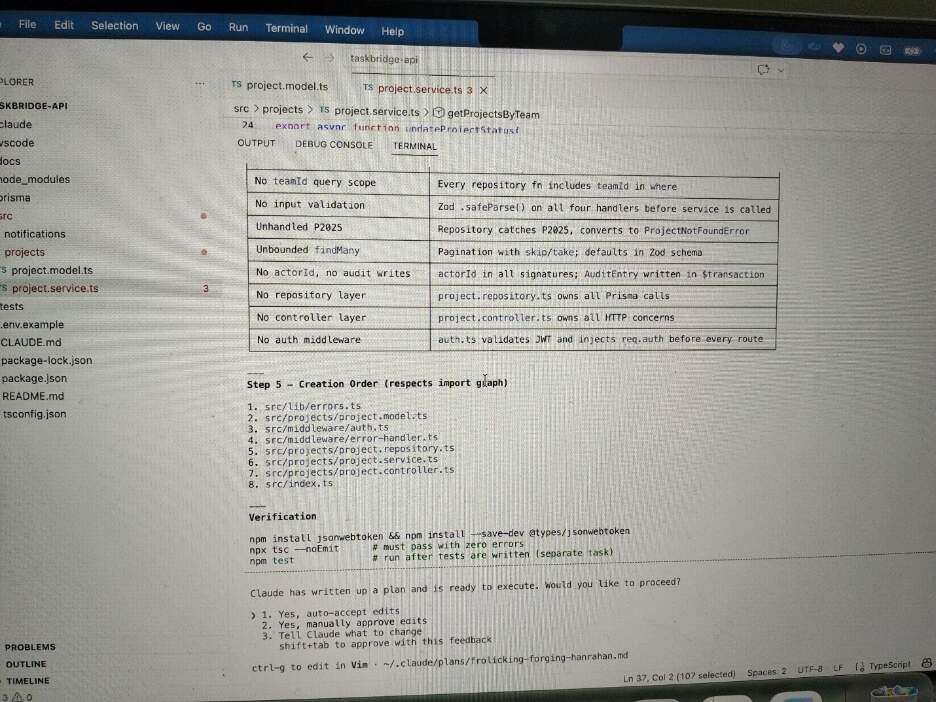 File Edit Selection View Go Run Terminal Window Help
taskbridge-api
PLORER ...
TS project.model.ts TS project.service.ts 3 ×
SKBRIDGE-API
src > projects > TS project.service.ts > getProjectsByTeam
claude
24 export async function updateProjectStatus(
vscode
OUTPUT DEBUG CONSOLE TERMINAL
docs
node_modules
prisma
src
notifications
projects
S project.model.ts
S project.service.ts 3
tests
.env.example
CLAUDE.md
package-lock.json
package.json
README.md
tsconfig.json
No teamId query scope Every repository fn includes teamId in where
No input validation Zod .safeParse() on all four handlers before service is called
Unhandled P2025 Repository catches P2025, converts to ProjectNotFoundError
Unbounded findMany Pagination with skip/take; defaults in Zod schema
No actorId, no audit writes actorId in all signatures; AuditEntry written in $transaction
No repository layer project.repository.ts owns all Prisma calls
No controller layer project.controller.ts owns all HTTP concerns
No auth middleware auth.ts validates JWT and injects req.auth before every route
Step 5 — Creation Order (respects import graph)
1. src/lib/errors.ts
2. src/projects/project.model.ts
3. src/middleware/auth.ts
4. src/middleware/error-handler.ts
5. src/projects/project.repository.ts
6. src/projects/project.service.ts
7. src/projects/project.controller.ts
8. src/index.ts
Verification
npm install jsonwebtoken && npm install --save-dev @types/jsonwebtoken
npx tsc --noEmit # must pass with zero errors
npm test # run after tests are written (separate task)
Claude has written up a plan and is ready to execute. Would you like to proceed?
❯ 1. Yes, auto-accept edits
2. Yes, manually approve edits
3. Tell Claude what to change
shift+tab to approve with this feedback
ctrl-g to edit in Vim · ~/.claude/plans/frolicking-forging-hanrahan.md
PROBLEMS
OUTLINE
TIMELINE
3 ⚠ 0
Ln 37, Col 2 (107 selected) Spaces: 2 UTF-8 LF TypeScript